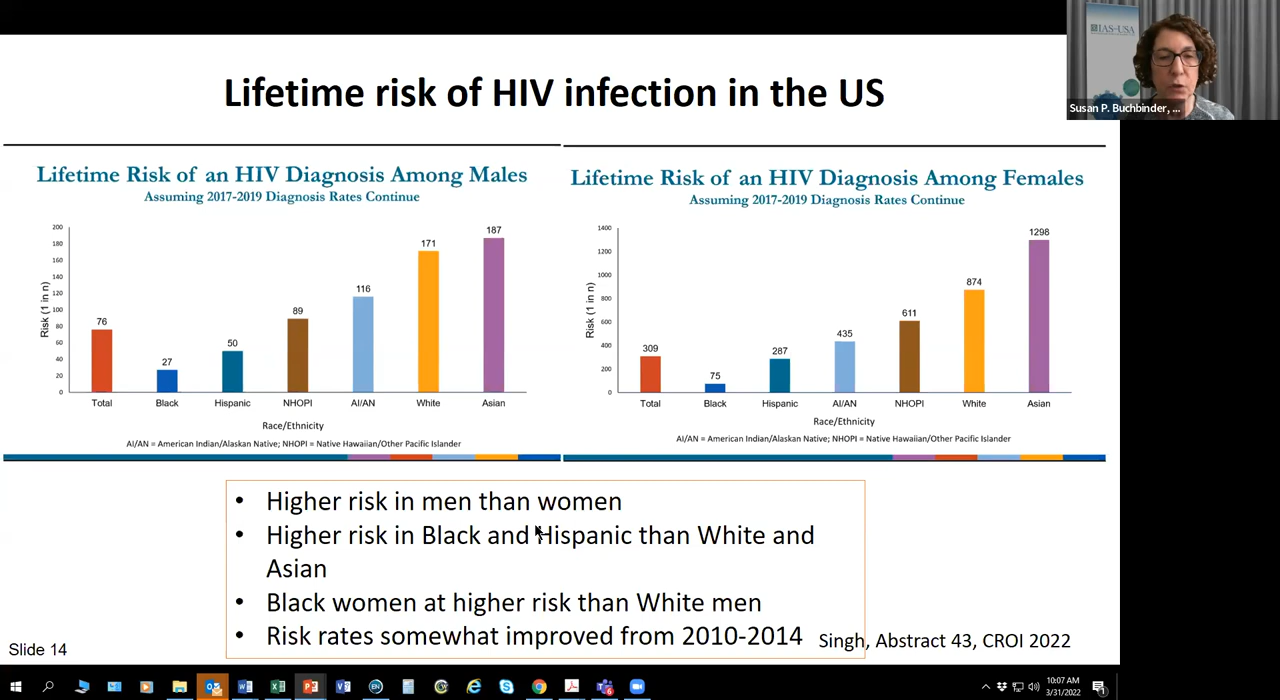 Lifetime risk of HIV infection in the US
IAS-USA
Susan P. Buchbinder, ...
Lifetime Risk of an HIV Diagnosis Among Males
Assuming 2017-2019 Diagnosis Rates Continue
Risk (1 in n)
200
180
160
140
120
100
80
60
40
20
0
76
27
50
89
116
171
187
Total Black Hispanic NHOPI AI/AN White Asian
Race/Ethnicity
AI/AN = American Indian/Alaskan Native; NHOPI = Native Hawaiian/Other Pacific Islander
Lifetime Risk of an HIV Diagnosis Among Females
Assuming 2017-2019 Diagnosis Rates Continue
Risk (1 in n)
1400
1200
1000
800
600
400
200
0
309
75
287
435
611
874
1298
Total Black Hispanic AI/AN NHOPI White Asian
Race/Ethnicity
AI/AN = American Indian/Alaskan Native; NHOPI = Native Hawaiian/Other Pacific Islander
• Higher risk in men than women
• Higher risk in Black and Hispanic than White and
Asian
• Black women at higher risk than White men
• Risk rates somewhat improved from 2010-2014
Singh, Abstract 43, CROI 2022
Slide 14
10:07 AM
3/31/2022